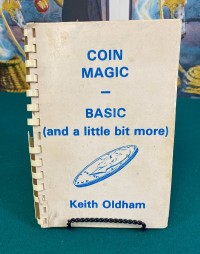 COIN
MAGIC
–
BASIC
(and a little bit more)
Keith Oldham